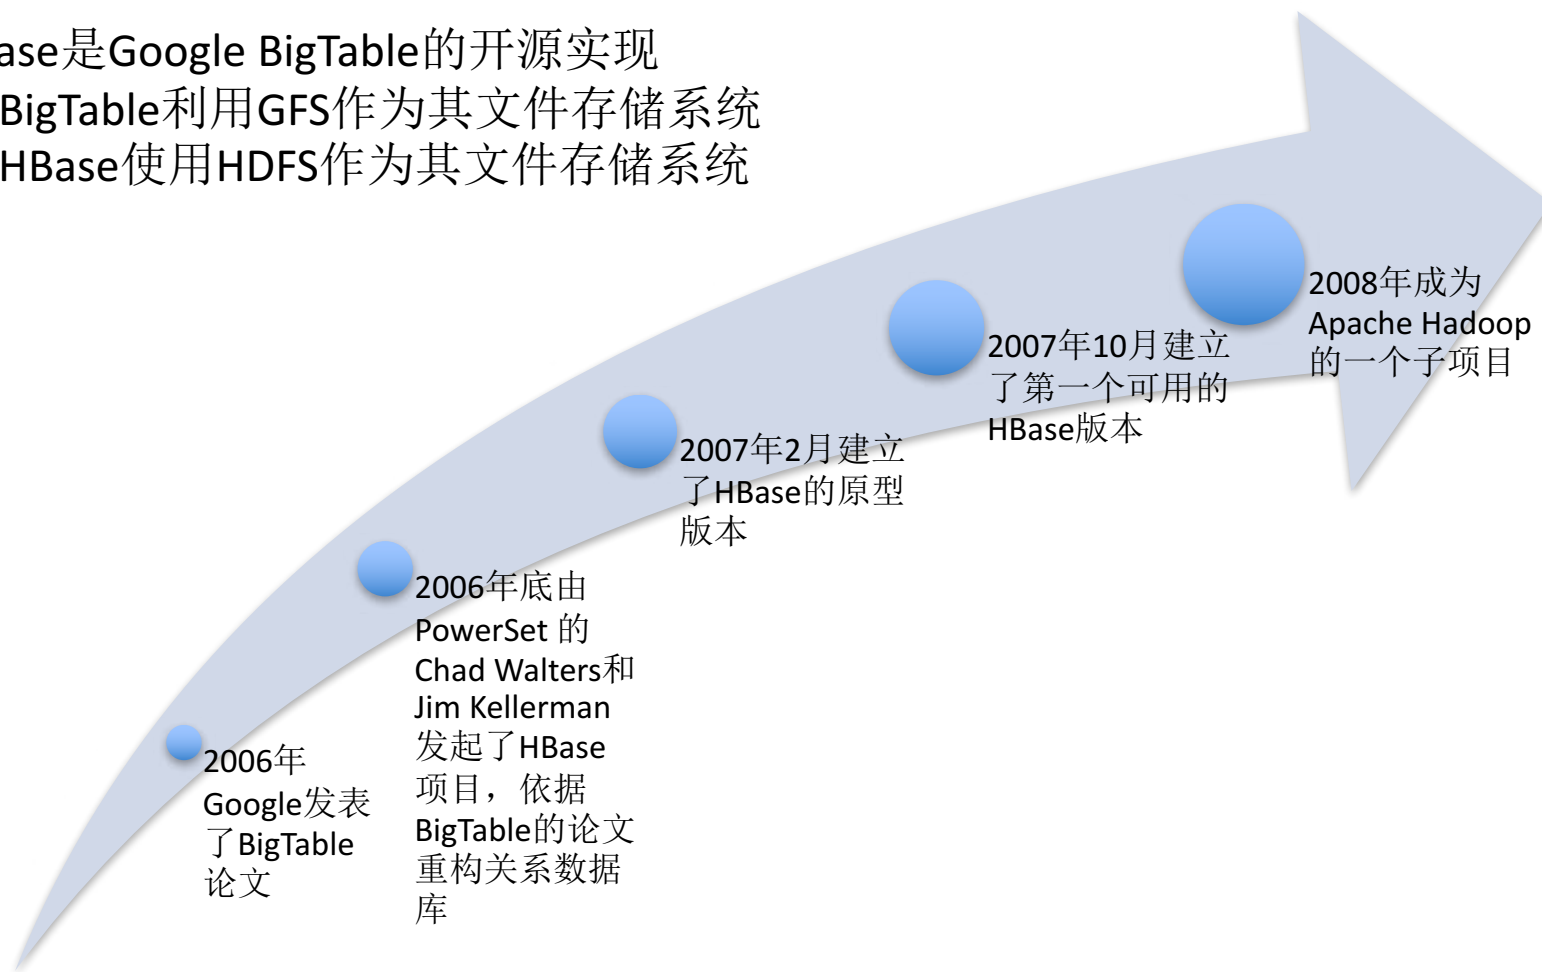 ase是Google BigTable的开源实现
BigTable利用GFS作为其文件存储系统
HBase使用HDFS作为其文件存储系统
2006年
Google发表
了BigTable
论文
2006年底由
PowerSet 的
Chad Walters和
Jim Kellerman
发起了HBase
项目，依据
BigTable的论文
重构关系数据
库
2007年2月建立
了HBase的原型
版本
2007年10月建立
了第一个可用的
HBase版本
2008年成为
Apache Hadoop
的一个子项目